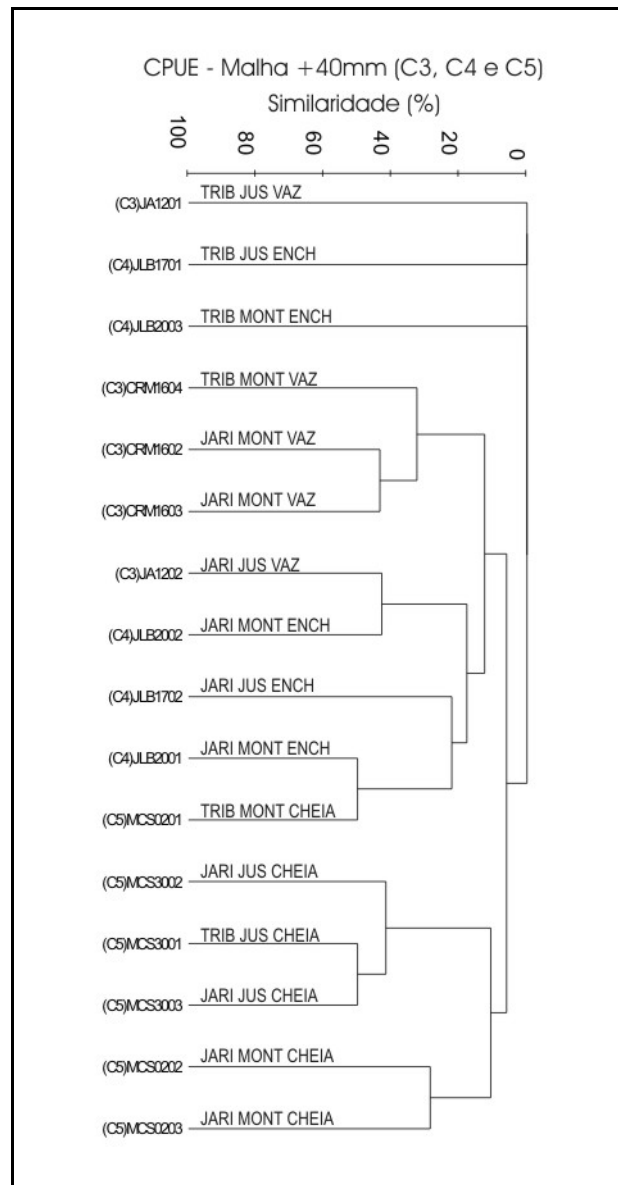 CPUE - Malha +40mm (C3, C4 e C5)
Similaridade (%)
100 80 60 40 20 0
(C3)JA1201 TRIB JUS VAZ
(C4)JLB1701 TRIB JUS ENCH
(C4)JLB2003 TRIB MONT ENCH
(C3)CRM1604 TRIB MONT VAZ
(C3)CRM1602 JARI MONT VAZ
(C3)CRM1603 JARI MONT VAZ
(C3)JA1202 JARI JUS VAZ
(C4)JLB2002 JARI MONT ENCH
(C4)JLB1702 JARI JUS ENCH
(C4)JLB2001 JARI MONT ENCH
(C5)MCS0201 TRIB MONT CHEIA
(C5)MCS3002 JARI JUS CHEIA
(C5)MCS3001 TRIB JUS CHEIA
(C5)MCS3003 JARI JUS CHEIA
(C5)MCS0202 JARI MONT CHEIA
(C5)MCS0203 JARI MONT CHEIA